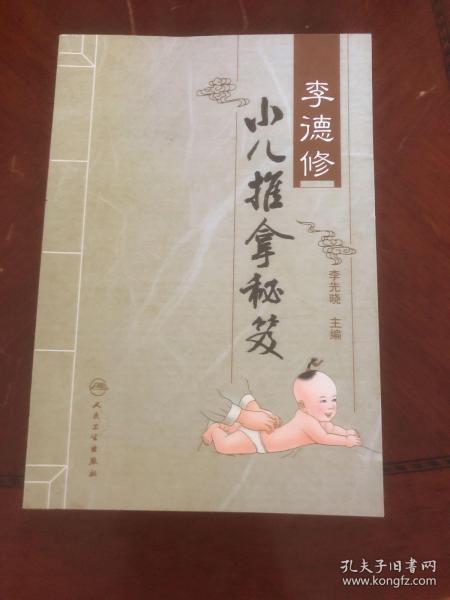 李德修
小儿推拿秘笈
李先晓 主编
人民卫生出版社
孔夫子旧书网
www.kongfz.com